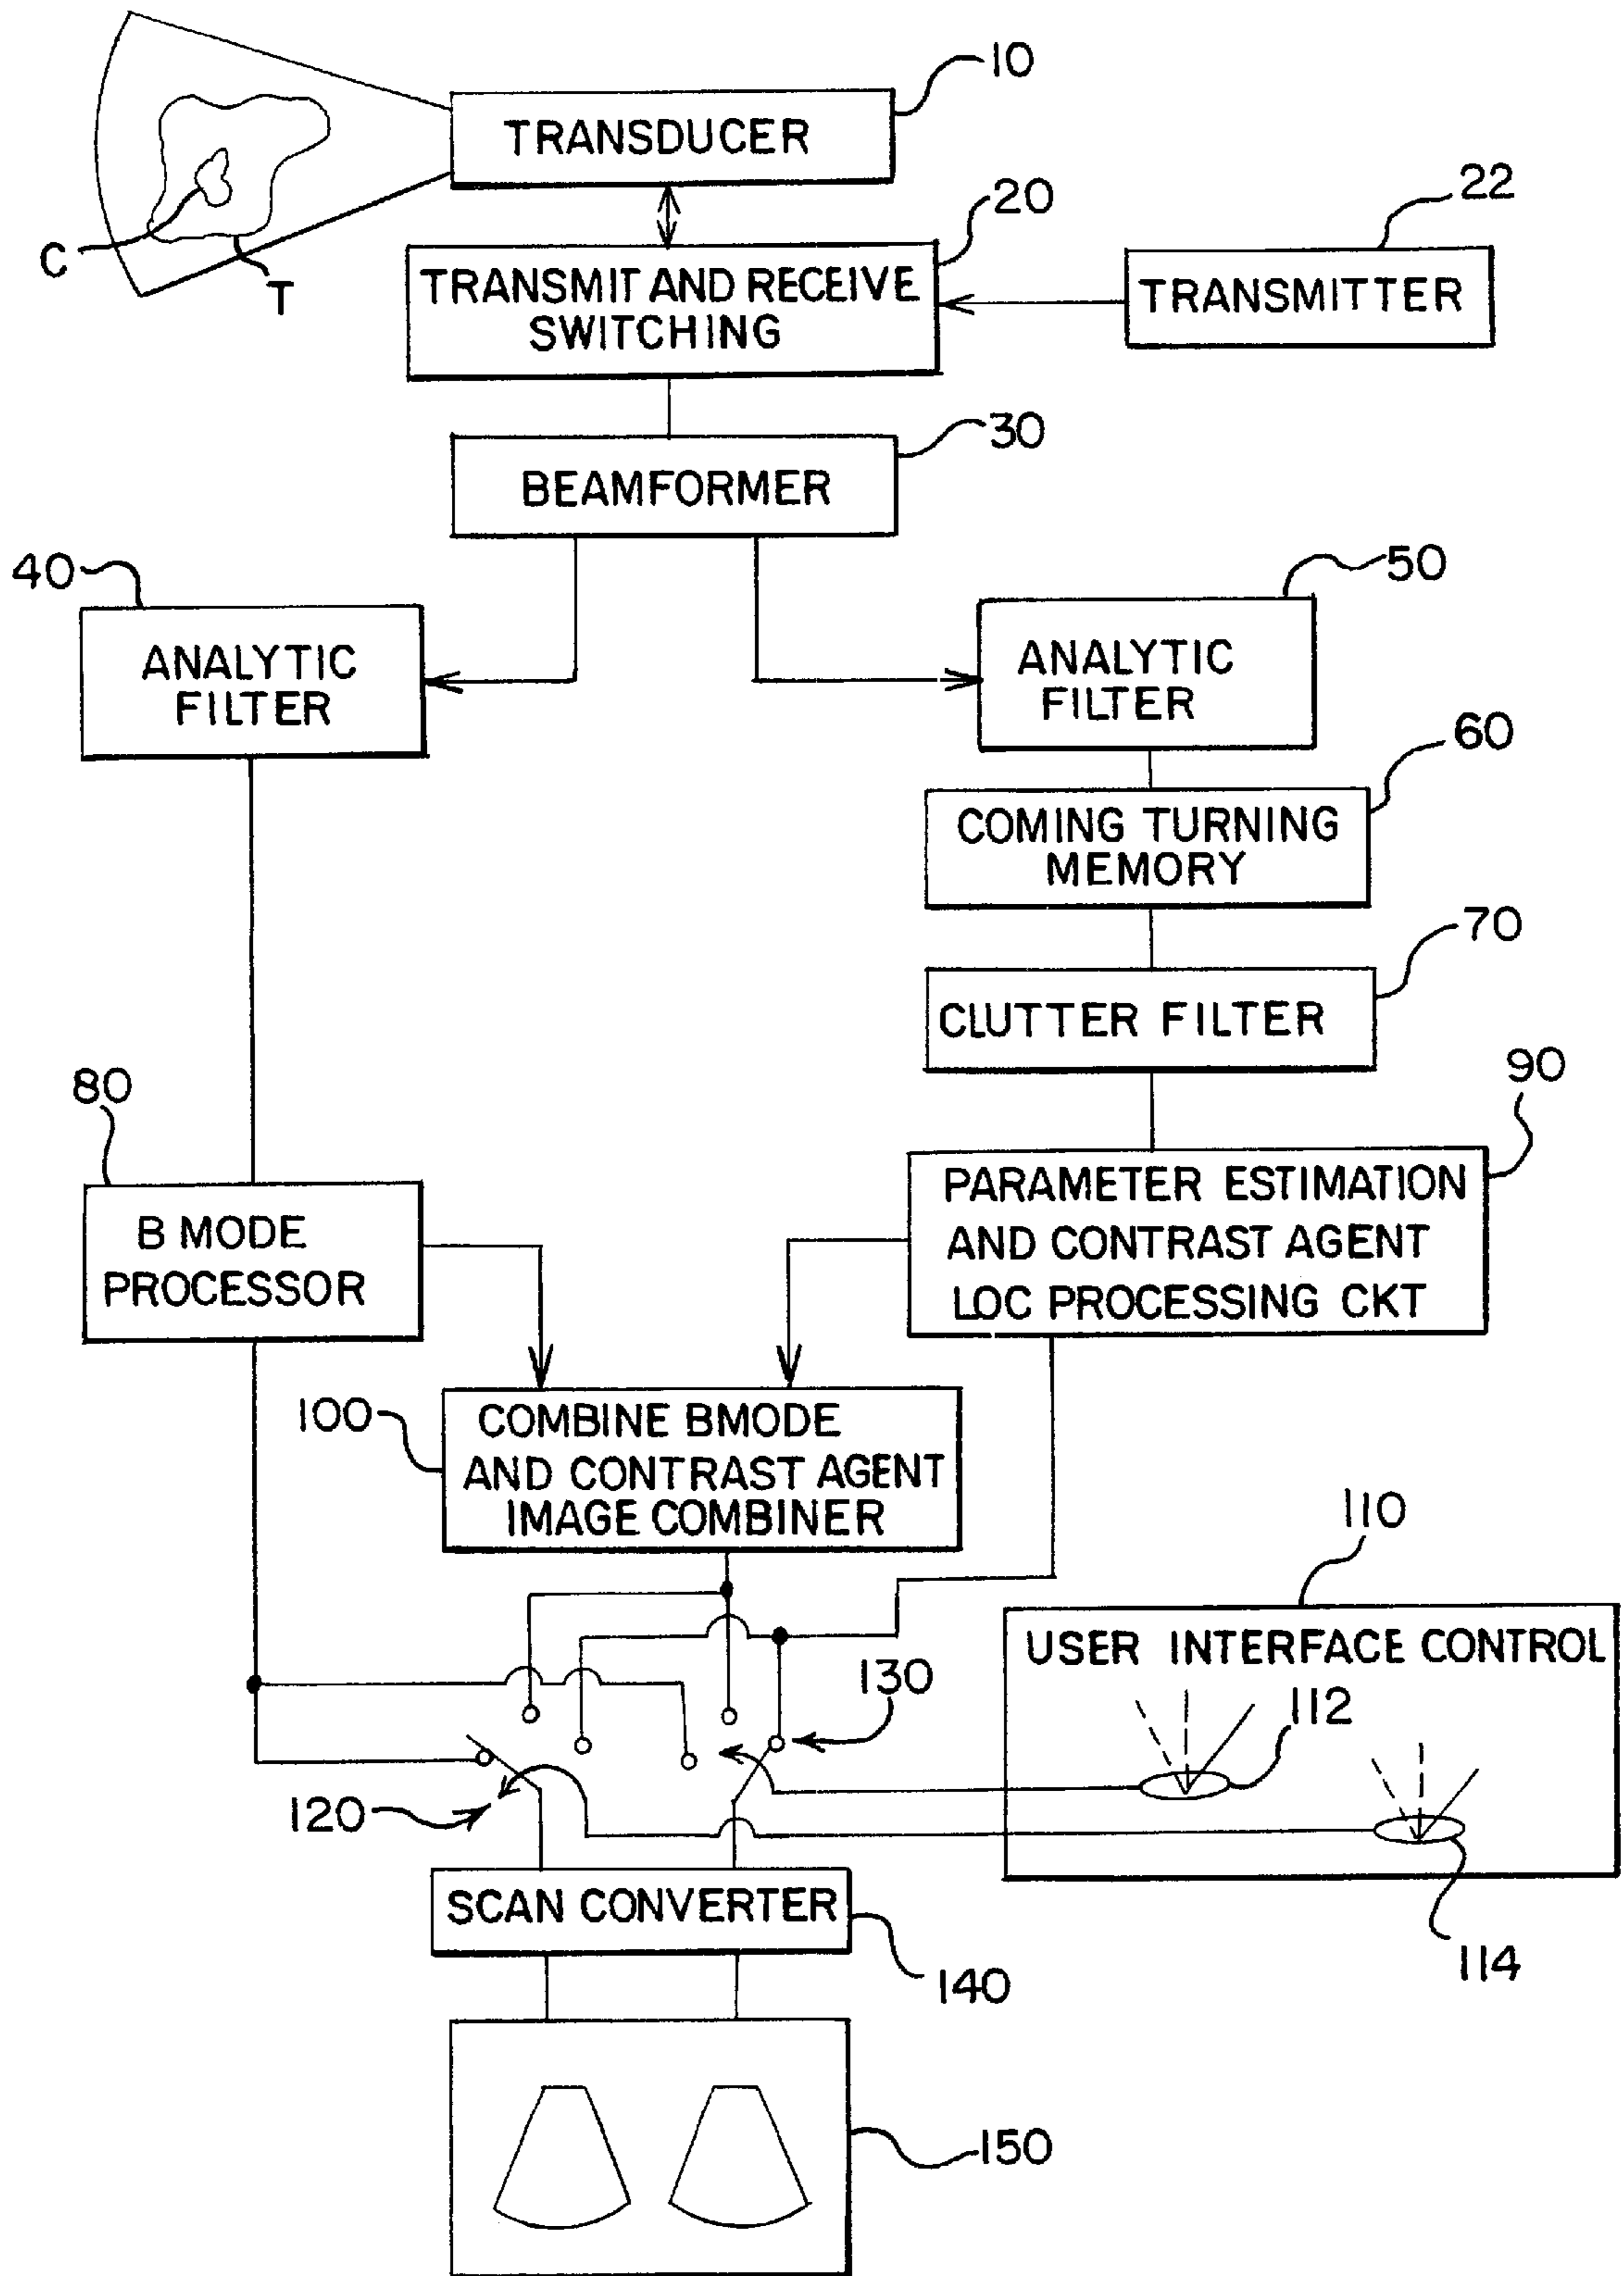 10
TRANSDUCER
20
22
C
T
TRANSMIT AND RECEIVE
SWITCHING
TRANSMITTER
30
BEAMFORMER
40
50
ANALYTIC
FILTER
ANALYTIC
FILTER
60
COMING TURNING
MEMORY
70
CLUTTER FILTER
80
90
B MODE
PROCESSOR
PARAMETER ESTIMATION
AND CONTRAST AGENT
LOC PROCESSING CKT
100
COMBINE BMODE
AND CONTRAST AGENT
IMAGE COMBINER
110
USER INTERFACE CONTROL
130
112
120
114
SCAN CONVERTER
140
150